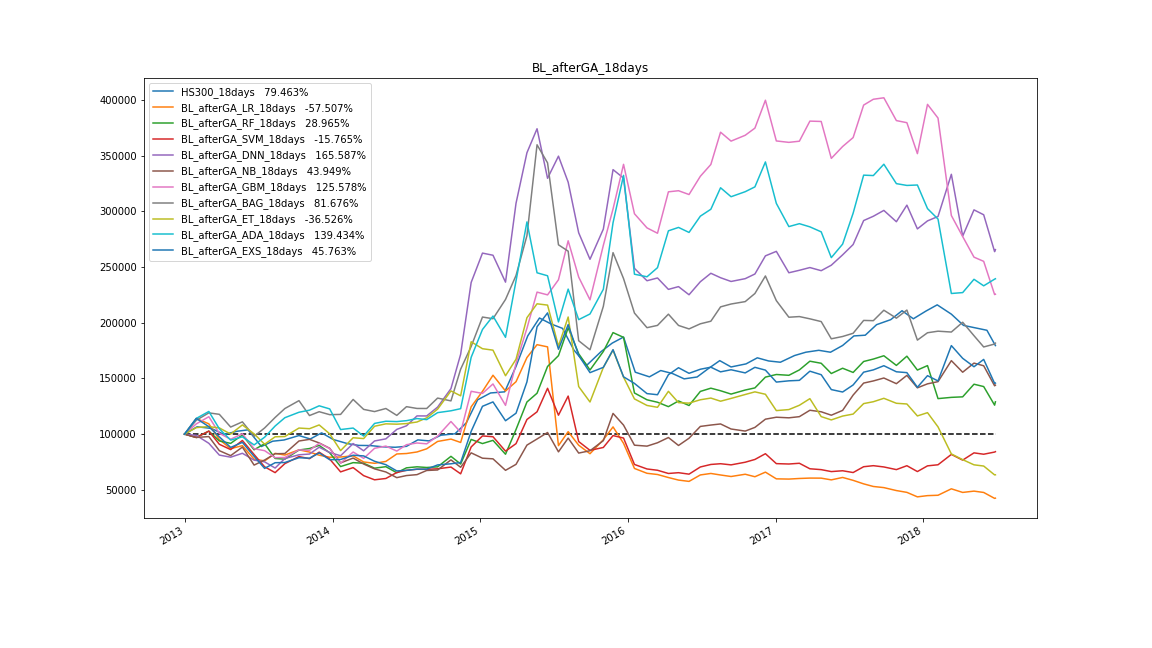 BL_afterGA_18days
HS300_18days 79.463%
BL_afterGA_LR_18days -57.507%
BL_afterGA_RF_18days 28.965%
BL_afterGA_SVM_18days -15.765%
BL_afterGA_DNN_18days 165.587%
BL_afterGA_NB_18days 43.949%
BL_afterGA_GBM_18days 125.578%
BL_afterGA_BAG_18days 81.676%
BL_afterGA_ET_18days -36.526%
BL_afterGA_ADA_18days 139.434%
BL_afterGA_EXS_18days 45.763%
400000
350000
300000
250000
200000
150000
100000
50000
2013
2014
2015
2016
2017
2018